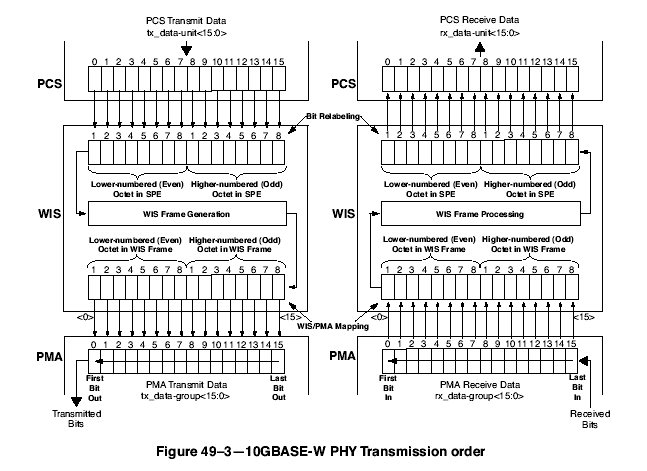 PCS Transmit Data
tx_data-unit<15:0>
PCS Receive Data
rx_data-unit<15:0>
0 1 2 3 4 5 6 7 8 9 10 11 12 13 14 15
0 1 2 3 4 5 6 7 8 9 10 11 12 13 14 15
PCS
PCS
Bit Relabeling
1 2 3 4 5 6 7 8 1 2 3 4 5 6 7 8
1 2 3 4 5 6 7 8 1 2 3 4 5 6 7 8
Lower-numbered (Even)
Octet in SPE
Higher-numbered (Odd)
Octet in SPE
Lower-numbered (Even)
Octet in SPE
Higher-numbered (Odd)
Octet in SPE
WIS
WIS Frame Generation
WIS
WIS Frame Processing
Lower-numbered (Even)
Octet in WIS Frame
Higher-numbered (Odd)
Octet in WIS Frame
Lower-numbered (Even)
Octet in WIS Frame
Higher-numbered (Odd)
Octet in WIS Frame
1 2 3 4 5 6 7 8 1 2 3 4 5 6 7 8
1 2 3 4 5 6 7 8 1 2 3 4 5 6 7 8
<0>
<15>
<0>
<15>
WIS/PMA Mapping
0 1 2 3 4 5 6 7 8 9 10 11 12 13 14 15
0 1 2 3 4 5 6 7 8 9 10 11 12 13 14 15
PMA
PMA
First
Bit
Out
PMA Transmit Data
tx_data-group<15:0>
Last
Bit
Out
First
Bit
In
PMA Receive Data
rx_data-group<15:0>
Last
Bit
In
Transmitted
Bits
Received
Bits
Figure 49–3—10GBASE-W PHY Transmission order